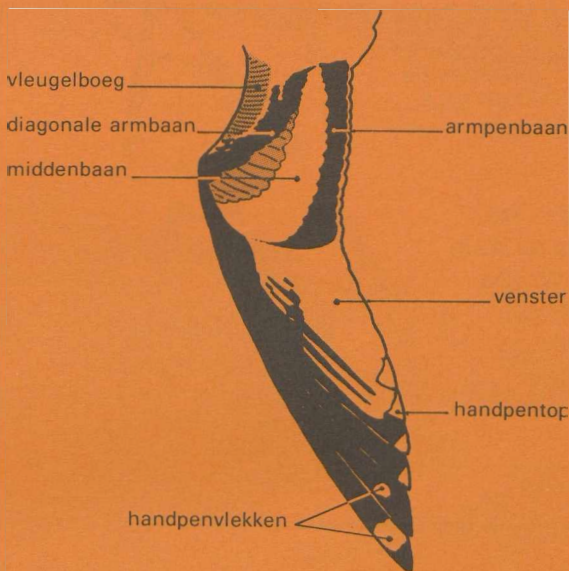 vleugelboeg
diagonale armbaan
armpenbaan
middenbaan
venster
handpentop
handpenvlekken